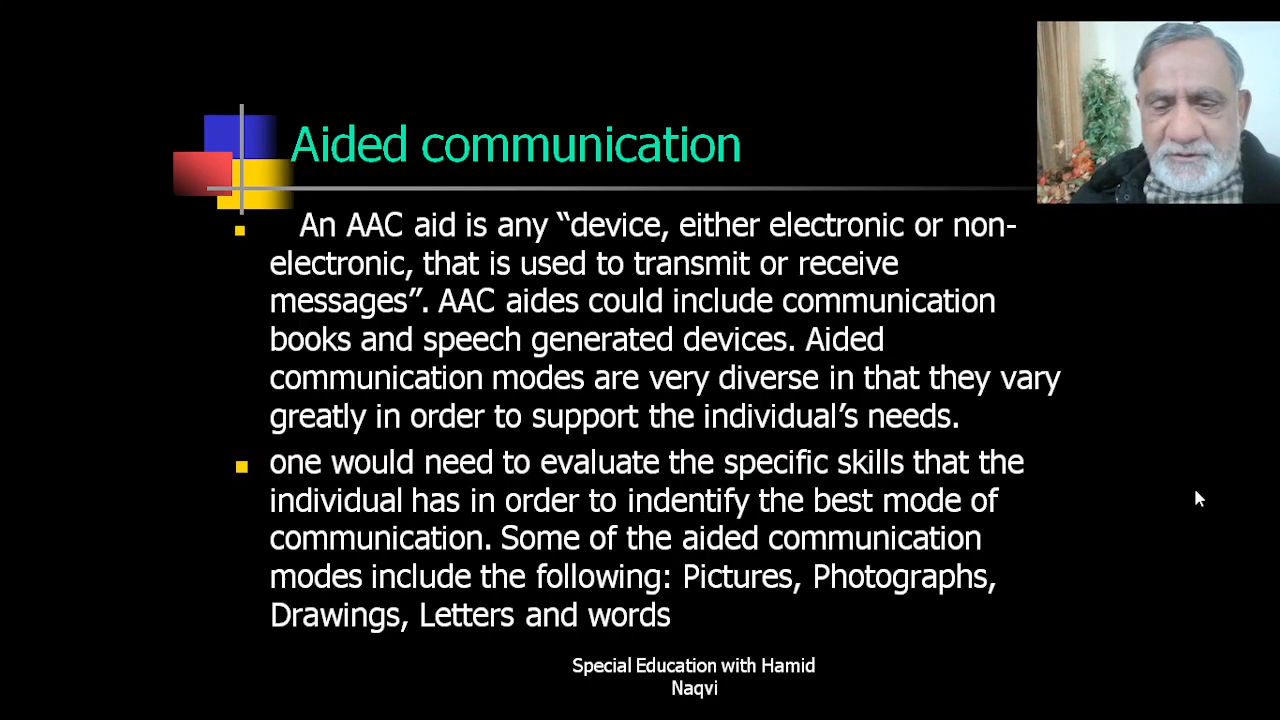 Aided communication
An AAC aid is any “device, either electronic or non-
electronic, that is used to transmit or receive
messages”. AAC aides could include communication
books and speech generated devices. Aided
communication modes are very diverse in that they vary
greatly in order to support the individual’s needs.
one would need to evaluate the specific skills that the
individual has in order to indentify the best mode of
communication. Some of the aided communication
modes include the following: Pictures, Photographs,
Drawings, Letters and words
Special Education with Hamid
Naqvi